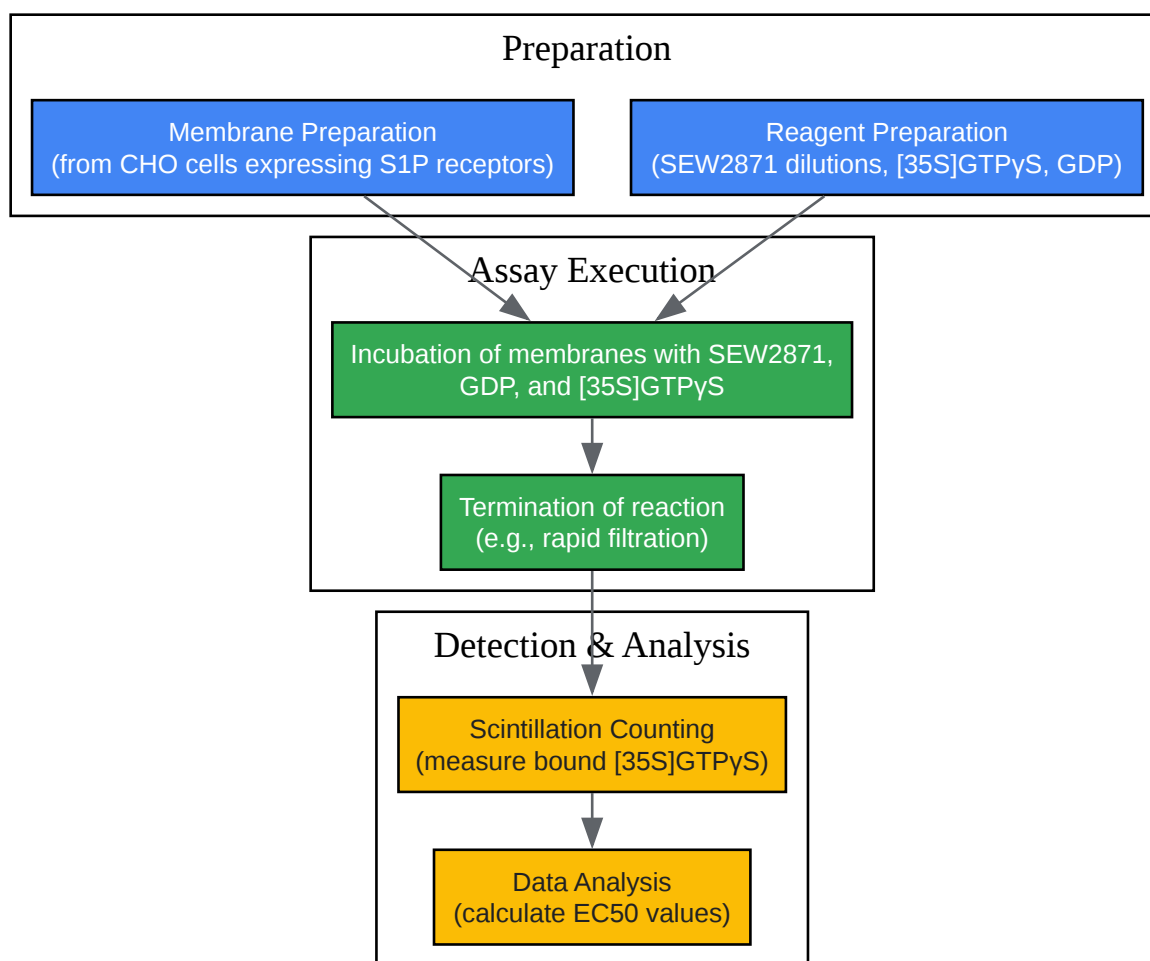 Preparation
Membrane Preparation
(from CHO cells expressing S1P receptors)
Reagent Preparation
(SEW2871 dilutions, [35S]GTPγS, GDP)
Assay Execution
Incubation of membranes with SEW2871,
GDP, and [35S]GTPγS
Termination of reaction
(e.g., rapid filtration)
Detection & Analysis
Scintillation Counting
(measure bound [35S]GTPγS)
Data Analysis
(calculate EC50 values)